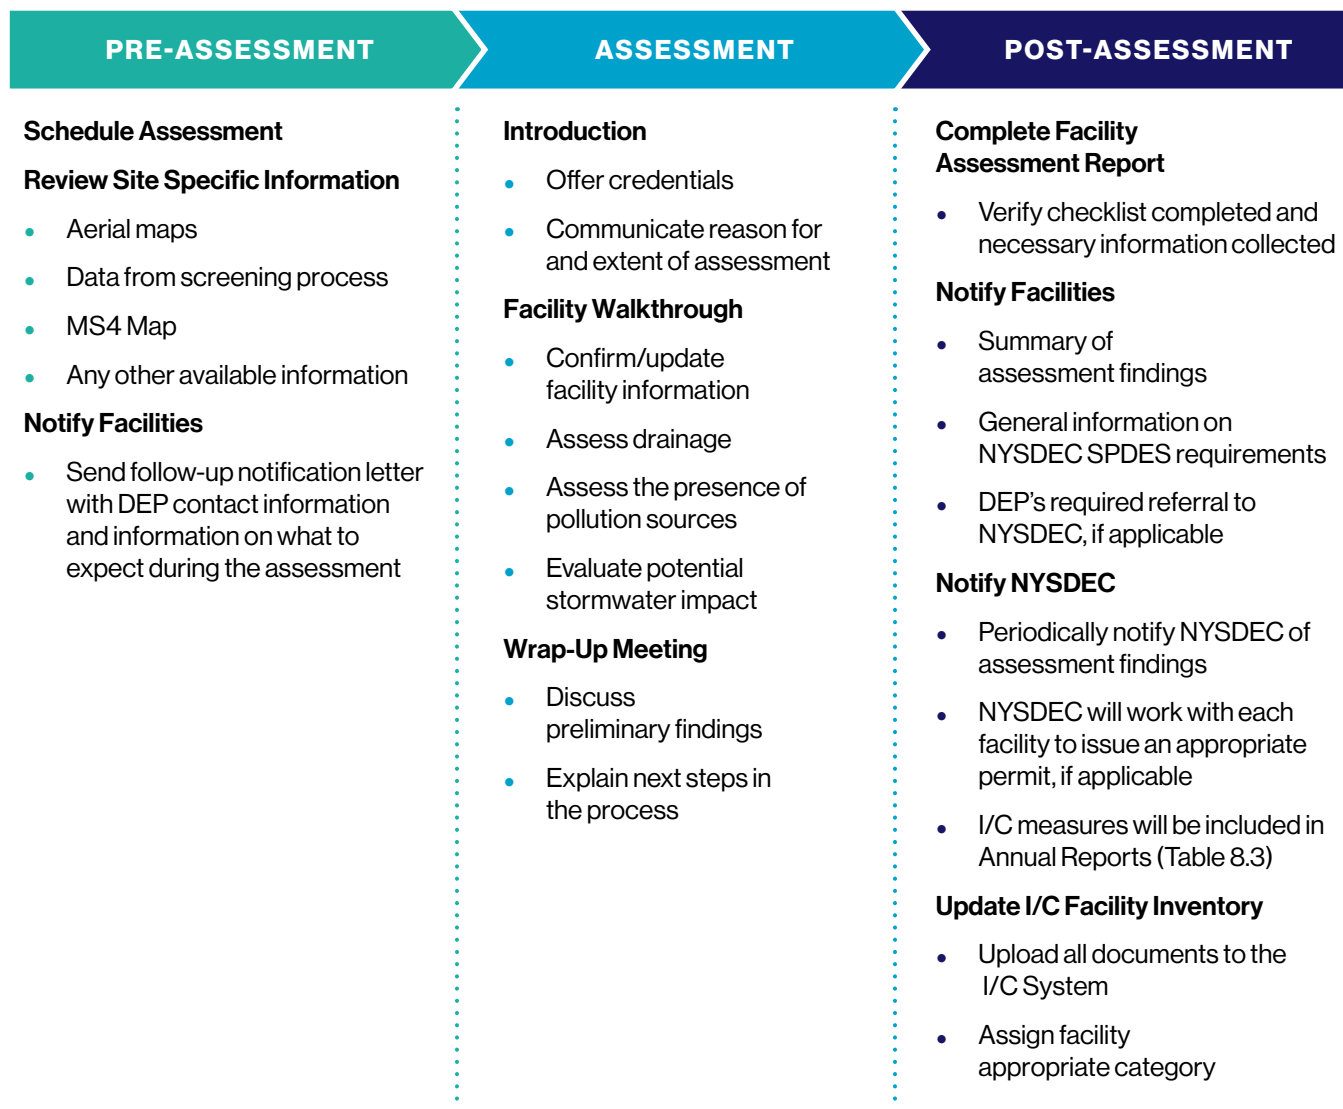 PRE-ASSESSMENT
ASSESSMENT
POST-ASSESSMENT
Schedule Assessment
Review Site Specific Information
• Aerial maps
• Data from screening process
• MS4 Map
• Any other available information
Notify Facilities
• Send follow-up notification letter
with DEP contact information
and information on what to
expect during the assessment
Introduction
• Offer credentials
• Communicate reason for
and extent of assessment
Facility Walkthrough
• Confirm/update
facility information
• Assess drainage
• Assess the presence of
pollution sources
• Evaluate potential
stormwater impact
Wrap-Up Meeting
• Discuss
preliminary findings
• Explain next steps in
the process
Complete Facility
Assessment Report
• Verify checklist completed and
necessary information collected
Notify Facilities
• Summary of
assessment findings
• General information on
NYSDEC SPDES requirements
• DEP’s required referral to
NYSDEC, if applicable
Notify NYSDEC
• Periodically notify NYSDEC of
assessment findings
• NYSDEC will work with each
facility to issue an appropriate
permit, if applicable
• I/C measures will be included in
Annual Reports (Table 8.3)
Update I/C Facility Inventory
• Upload all documents to the
I/C System
• Assign facility
appropriate category